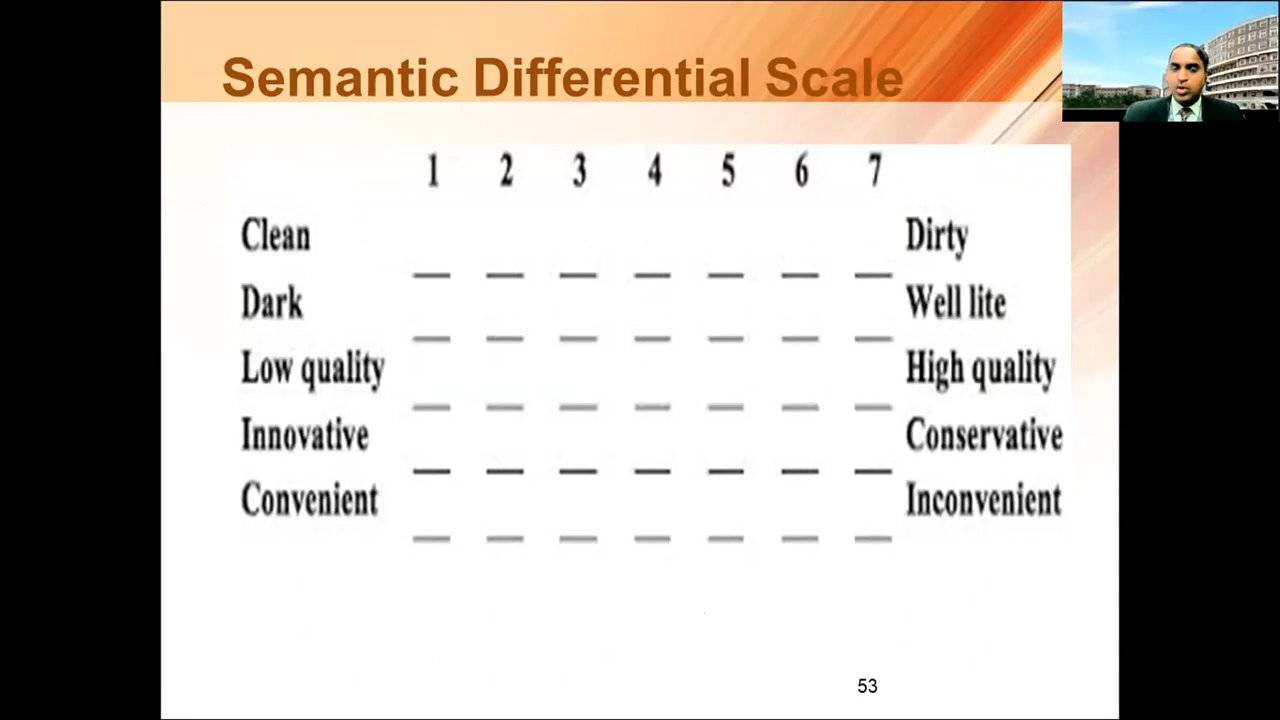 Semantic Differential Scale
1 2 3 4 5 6 7
Clean Dirty
Dark Well lite
Low quality High quality
Innovative Conservative
Convenient Inconvenient
53